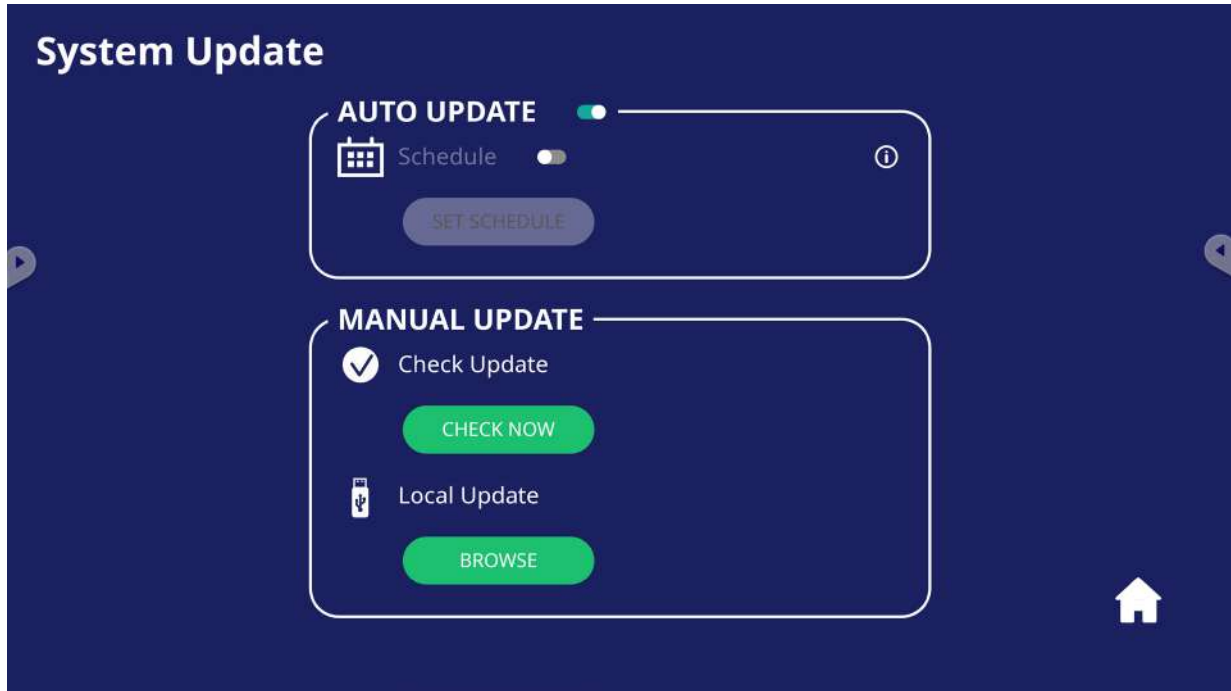 System Update
AUTO UPDATE
Schedule
SET SCHEDULE
MANUAL UPDATE
Check Update
CHECK NOW
Local Update
BROWSE